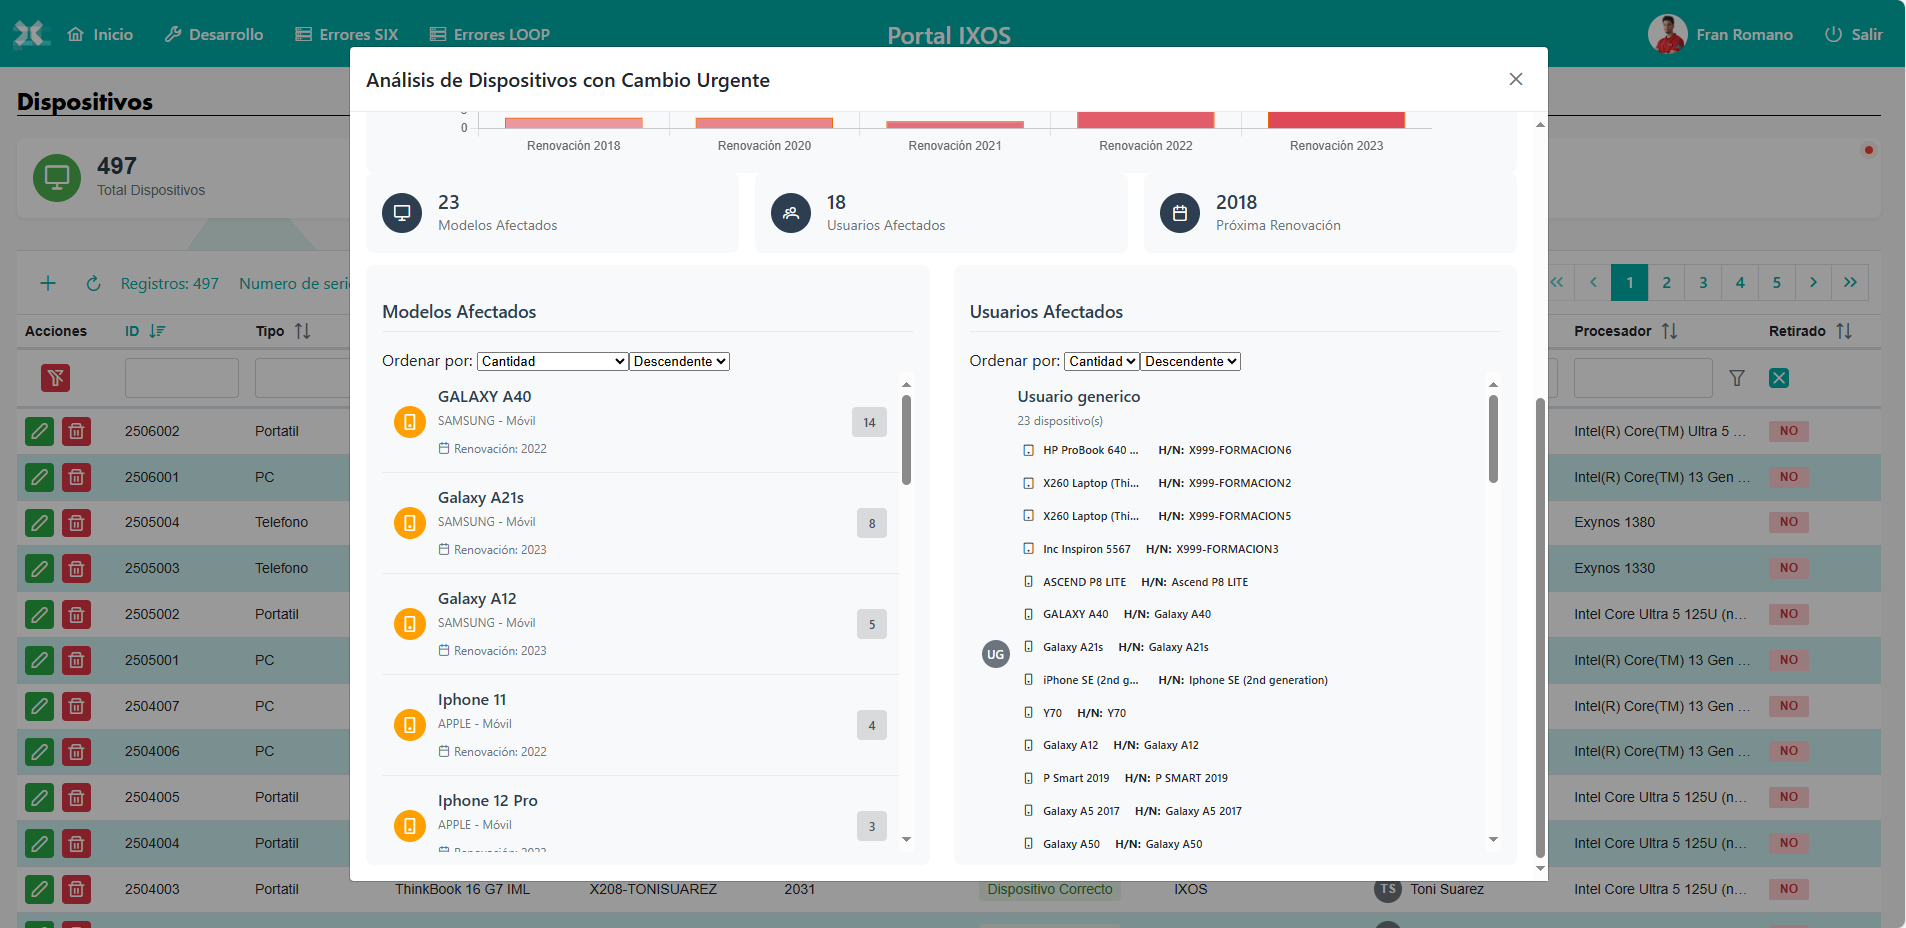 Inicio
Desarrollo
Errores SIX
Errores LOOP
Portal IXOS
Fran Romano
Salir
Dispositivos
497
Total Dispositivos
Análisis de Dispositivos con Cambio Urgente
0
Renovación 2018
Renovación 2020
Renovación 2021
Renovación 2022
Renovación 2023
23
Modelos Afectados
18
Usuarios Afectados
2018
Próxima Renovación
Modelos Afectados
Ordenar por: Cantidad Descendente
GALAXY A40
SAMSUNG - Móvil
Renovación: 2022
14
Galaxy A21s
SAMSUNG - Móvil
Renovación: 2023
8
Galaxy A12
SAMSUNG - Móvil
Renovación: 2023
5
Iphone 11
APPLE - Móvil
Renovación: 2022
4
Iphone 12 Pro
APPLE - Móvil
3
Usuarios Afectados
Ordenar por: Cantidad Descendente
Usuario generico
23 dispositivo(s)
UG
HP ProBook 640 ... H/N: X999-FORMACION6
X260 Laptop (Thi... H/N: X999-FORMACION2
X260 Laptop (Thi... H/N: X999-FORMACION5
Inc Inspiron 5567 H/N: X999-FORMACION3
ASCEND P8 LITE H/N: Ascend P8 LITE
GALAXY A40 H/N: Galaxy A40
Galaxy A21s H/N: Galaxy A21s
iPhone SE (2nd g... H/N: Iphone SE (2nd generation)
Y70 H/N: Y70
Galaxy A12 H/N: Galaxy A12
P Smart 2019 H/N: P SMART 2019
Galaxy A5 2017 H/N: Galaxy A5 2017
Galaxy A50 H/N: Galaxy A50
Registros: 497
Numero de seri
1 2 3 4 5
Acciones ID Tipo Procesador Retirado
2506002 Portatil Intel(R) Core(TM) Ultra 5 ... NO
2506001 PC Intel(R) Core(TM) 13 Gen ... NO
2505004 Telefono Exynos 1380 NO
2505003 Telefono Exynos 1330 NO
2505002 Portatil Intel Core Ultra 5 125U (n... NO
2505001 PC Intel(R) Core(TM) 13 Gen ... NO
2504007 PC Intel(R) Core(TM) 13 Gen ... NO
2504006 PC Intel(R) Core(TM) 13 Gen ... NO
2504005 Portatil Intel Core Ultra 5 125U (n... NO
2504004 Portatil Intel Core Ultra 5 125U (n... NO
2504003 Portatil ThinkBook 16 G7 IML X208-TONISUAREZ 2031 Dispositivo Correcto IXOS TS Toni Suarez Intel Core Ultra 5 125U (n... NO